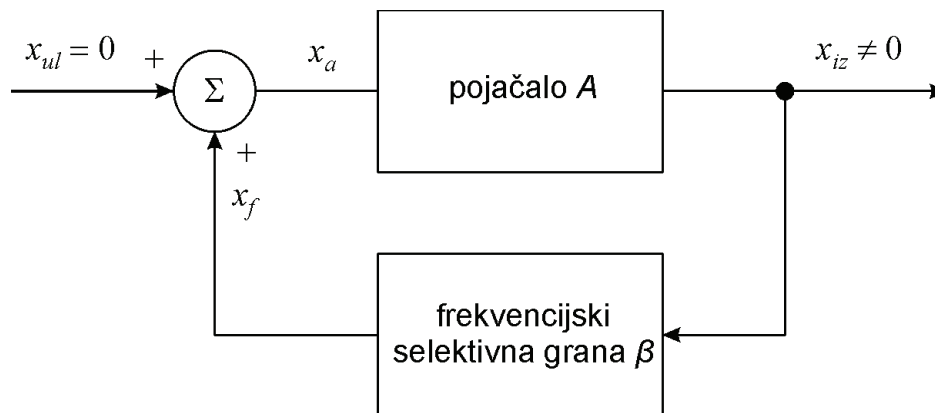 x_ul = 0
+
Σ
x_a
pojačalo A
x_iz ≠ 0
+
x_f
frekvencijski
selektivna grana β